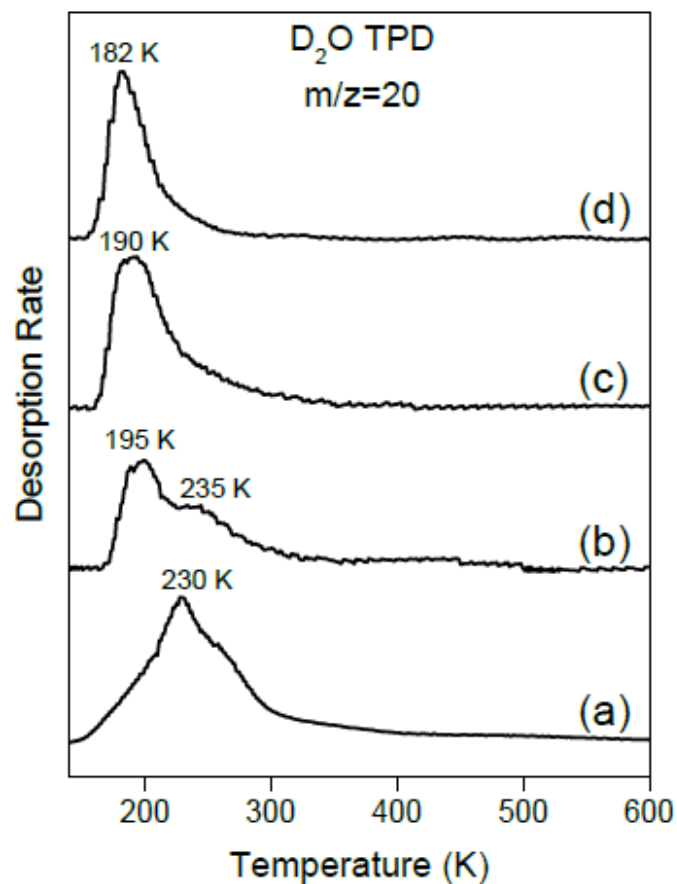 D₂O TPD
m/z=20
182 K
(d)
190 K
(c)
195 K
235 K
(b)
230 K
(a)
Desorption Rate
200 300 400 500 600
Temperature (K)